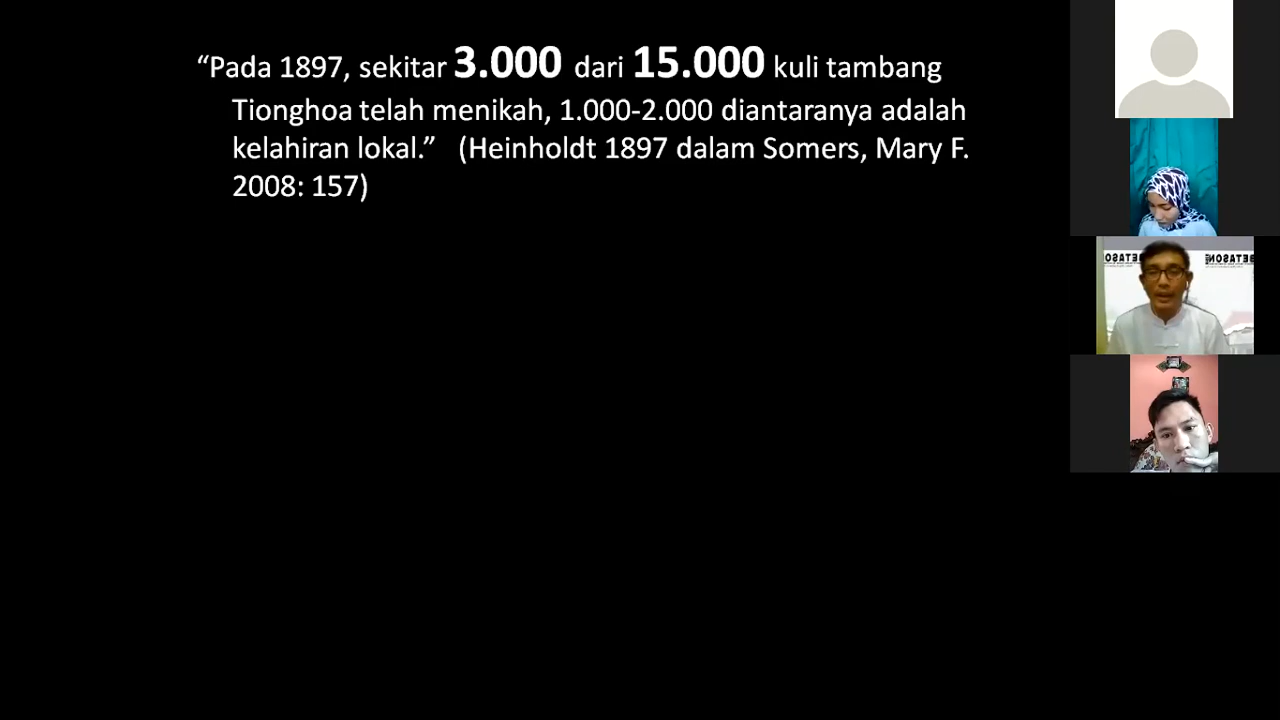 “Pada 1897, sekitar 3.000 dari 15.000 kuli tambang
Tionghoa telah menikah, 1.000-2.000 diantaranya adalah
kelahiran lokal.” (Heinholdt 1897 dalam Somers, Mary F.
2008: 157)